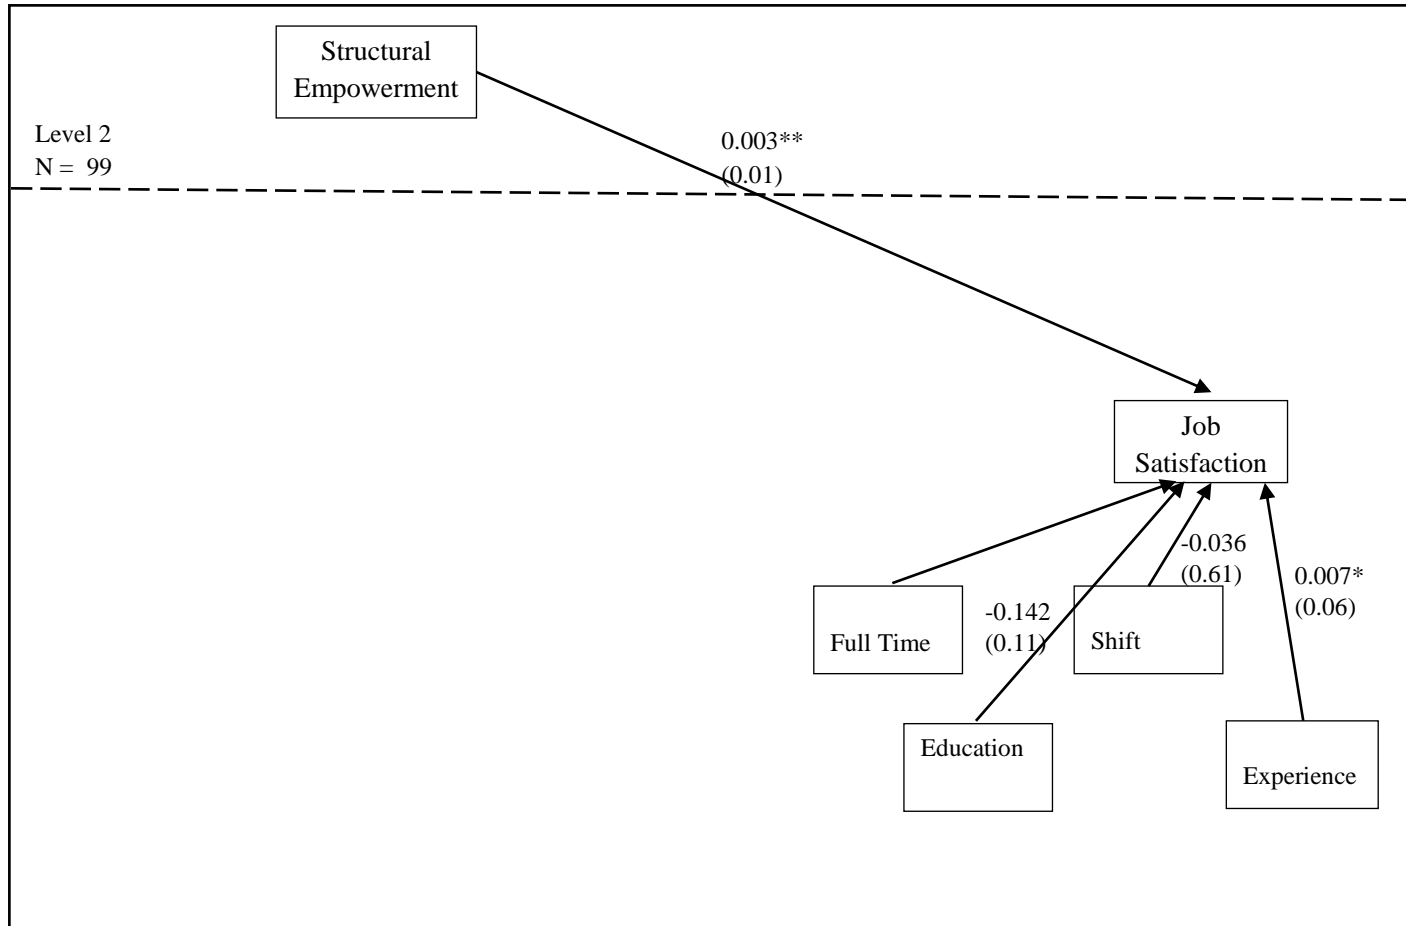 Structural
Empowerment
Level 2
N = 99
0.003**
(0.01)
Job
Satisfaction
-0.036
(0.61)
0.007*
(0.06)
-0.142
(0.11)
Full Time
Shift
Education
Experience